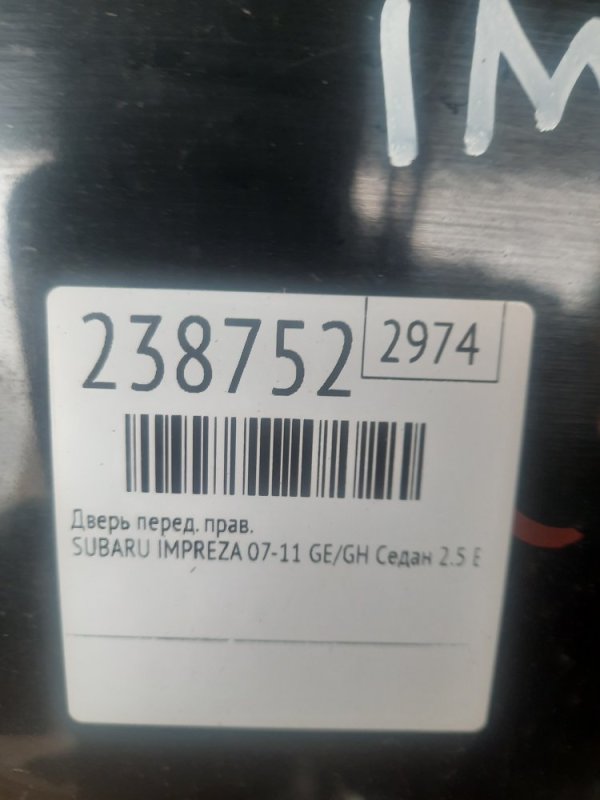 IM
238752
2974
Дверь перед. прав.
SUBARU IMPREZA 07-11 GE/GH Седан 2.5 E